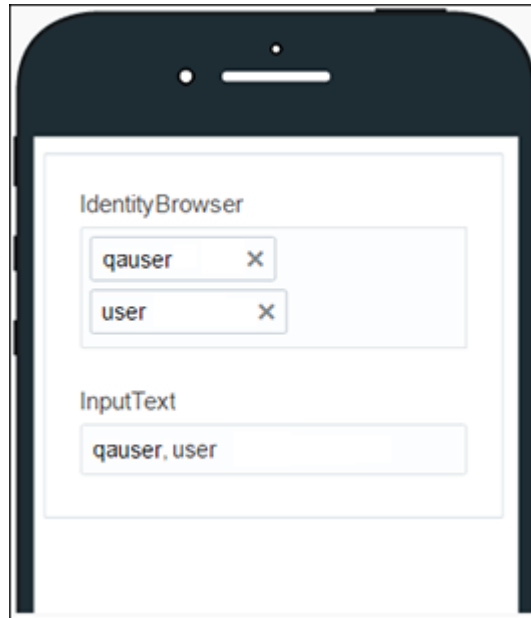 IdentityBrowser
qauser ×
user ×
InputText
qauser, user